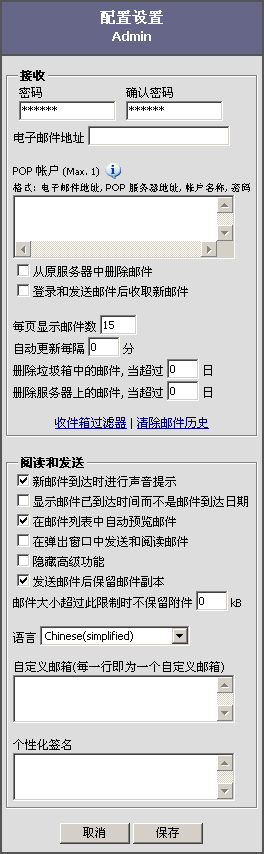 配置设置
Admin
接收
密码 确认密码
****** ******
电子邮件地址
POP 帐户 (Max. 1)
格式: 电子邮件地址, POP 服务器地址, 帐户名称, 密码
从原服务器中删除邮件
登录和发送邮件后收取新邮件
每页显示邮件数 15
自动更新每隔 0 分
删除垃圾箱中的邮件, 当超过 0 日
删除服务器上的邮件, 当超过 0 日
收件箱过滤器 | 清除邮件历史
阅读和发送
新邮件到达时进行声音提示
显示邮件已到达时间而不是邮件到达日期
在邮件列表中自动预览邮件
在弹出窗口中发送和阅读邮件
隐藏高级功能
发送邮件后保留邮件副本
邮件大小超过此限制时不保留附件 0 kB
语言 Chinese(simplified)
自定义邮箱(每一行即为一个自定义邮箱)
个性化签名
取消 保存